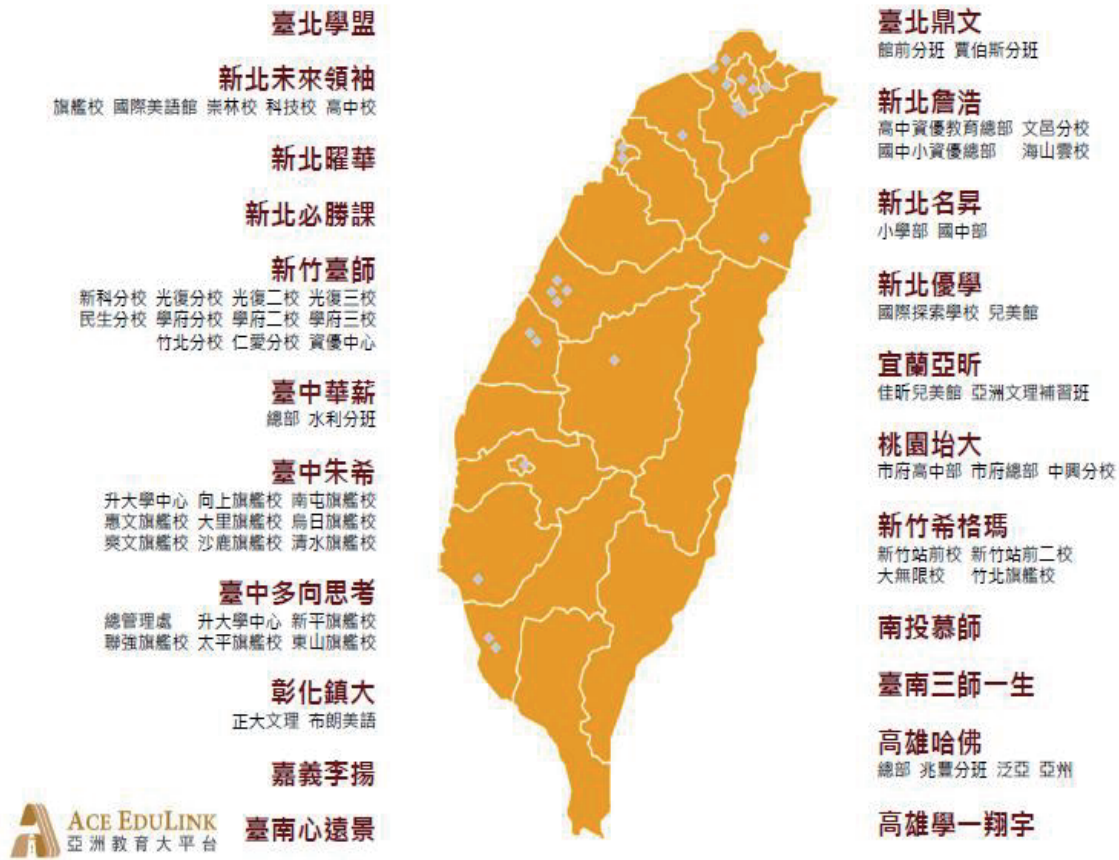 臺北學盟
新北未來領袖
旗艦校 國際美語館 崇林校 科技校 高中校
新北曜華
新北必勝課
新竹臺師
新科分校 光復分校 光復二校 光復三校
民生分校 學府分校 學府二校 學府三校
竹北分校 仁愛分校 資優中心
臺中華薪
總部 水利分班
臺中朱希
升大學中心 向上旗艦校 南屯旗艦校
惠文旗艦校 大里旗艦校 烏日旗艦校
爽文旗艦校 沙鹿旗艦校 清水旗艦校
臺中多向思考
總管理處 升大學中心 新平旗艦校
聯強旗艦校 太平旗艦校 東山旗艦校
彰化鎮大
正大文理 布朗美語
嘉義李揚
臺南心遠景
ACE EDULINK
亞洲教育大平台
臺北鼎文
館前分班 賈伯斯分班
新北詹浩
高中資優教育總部 文邑分校
國中小資優總部 海山雲校
新北名昇
小學部 國中部
新北優學
國際探索學校 兒美館
宜蘭亞昕
佳昕兒美館 亞洲文理補習班
桃園坮大
市府高中部 市府總部 中興分校
新竹希格瑪
新竹站前校 新竹站前二校
大無限校 竹北旗艦校
南投慕師
臺南三師一生
高雄哈佛
總部 兆豐分班 泛亞 亞州
高雄學一翔宇